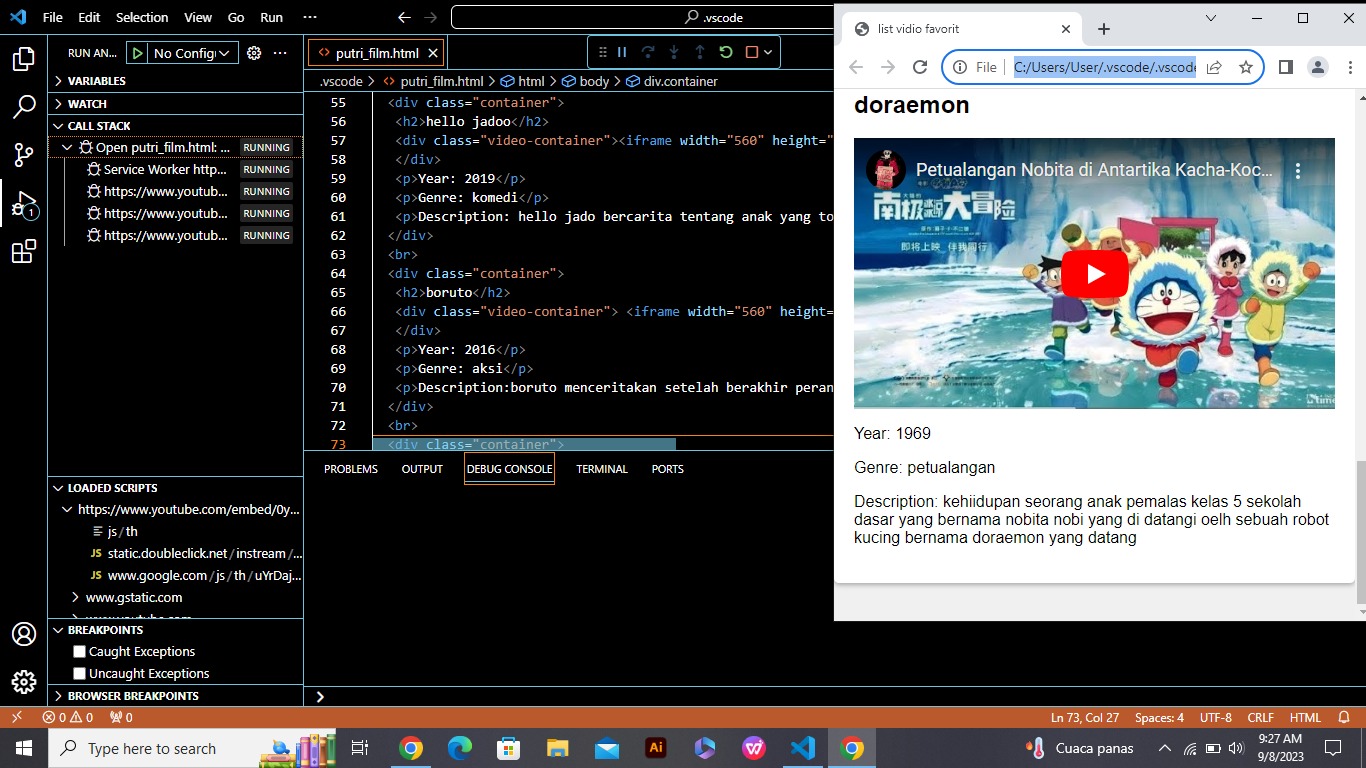 File Edit Selection View Go Run ··· .vscode
RUN AN... No Config
VARIABLES
WATCH
CALL STACK
Open putri_film.html: ... RUNNING
Service Worker http... RUNNING
https://www.youtub... RUNNING
https://www.youtub... RUNNING
https://www.youtub... RUNNING
1
LOADED SCRIPTS
https://www.youtube.com/embed/0y...
js/th
JS static.doubleclick.net/instream/...
JS www.google.com/js/th/uYrDaj...
www.gstatic.com
www.youtube.com
BREAKPOINTS
Caught Exceptions
Uncaught Exceptions
BROWSER BREAKPOINTS
putri_film.html
.vscode > putri_film.html > html > body > div.container
55 <div class="container">
56 <h2>hello jadoo</h2>
57 <div class="video-container"><iframe width="560" height="
58 </div>
59 <p>Year: 2019</p>
60 <p>Genre: komedi</p>
61 <p>Description: hello jado bercarita tentang anak yang to
62 </div>
63 <br>
64 <div class="container">
65 <h2>boruto</h2>
66 <div class="video-container"> <iframe width="560" height=
67 </div>
68 <p>Year: 2016</p>
69 <p>Genre: aksi</p>
70 <p>Description:boruto menceritakan setelah berakhir peran
71 </div>
72 <br>
73 <div class="container">
PROBLEMS OUTPUT DEBUG CONSOLE TERMINAL PORTS
list vidio favorit
File C:/Users/User/.vscode/.vscode
doraemon
Petualangan Nobita di Antartika Kacha-Koc...
大冒险
即将上映 伴我同行
Year: 1969
Genre: petualangan
Description: kehiidupan seorang anak pemalas kelas 5 sekolah
dasar yang bernama nobita nobi yang di datangi oelh sebuah robot
kucing bernama doraemon yang datang
0 0 0 Ln 73, Col 27 Spaces: 4 UTF-8 CRLF HTML
Type here to search
Ai
Cuaca panas
9:27 AM
9/8/2023